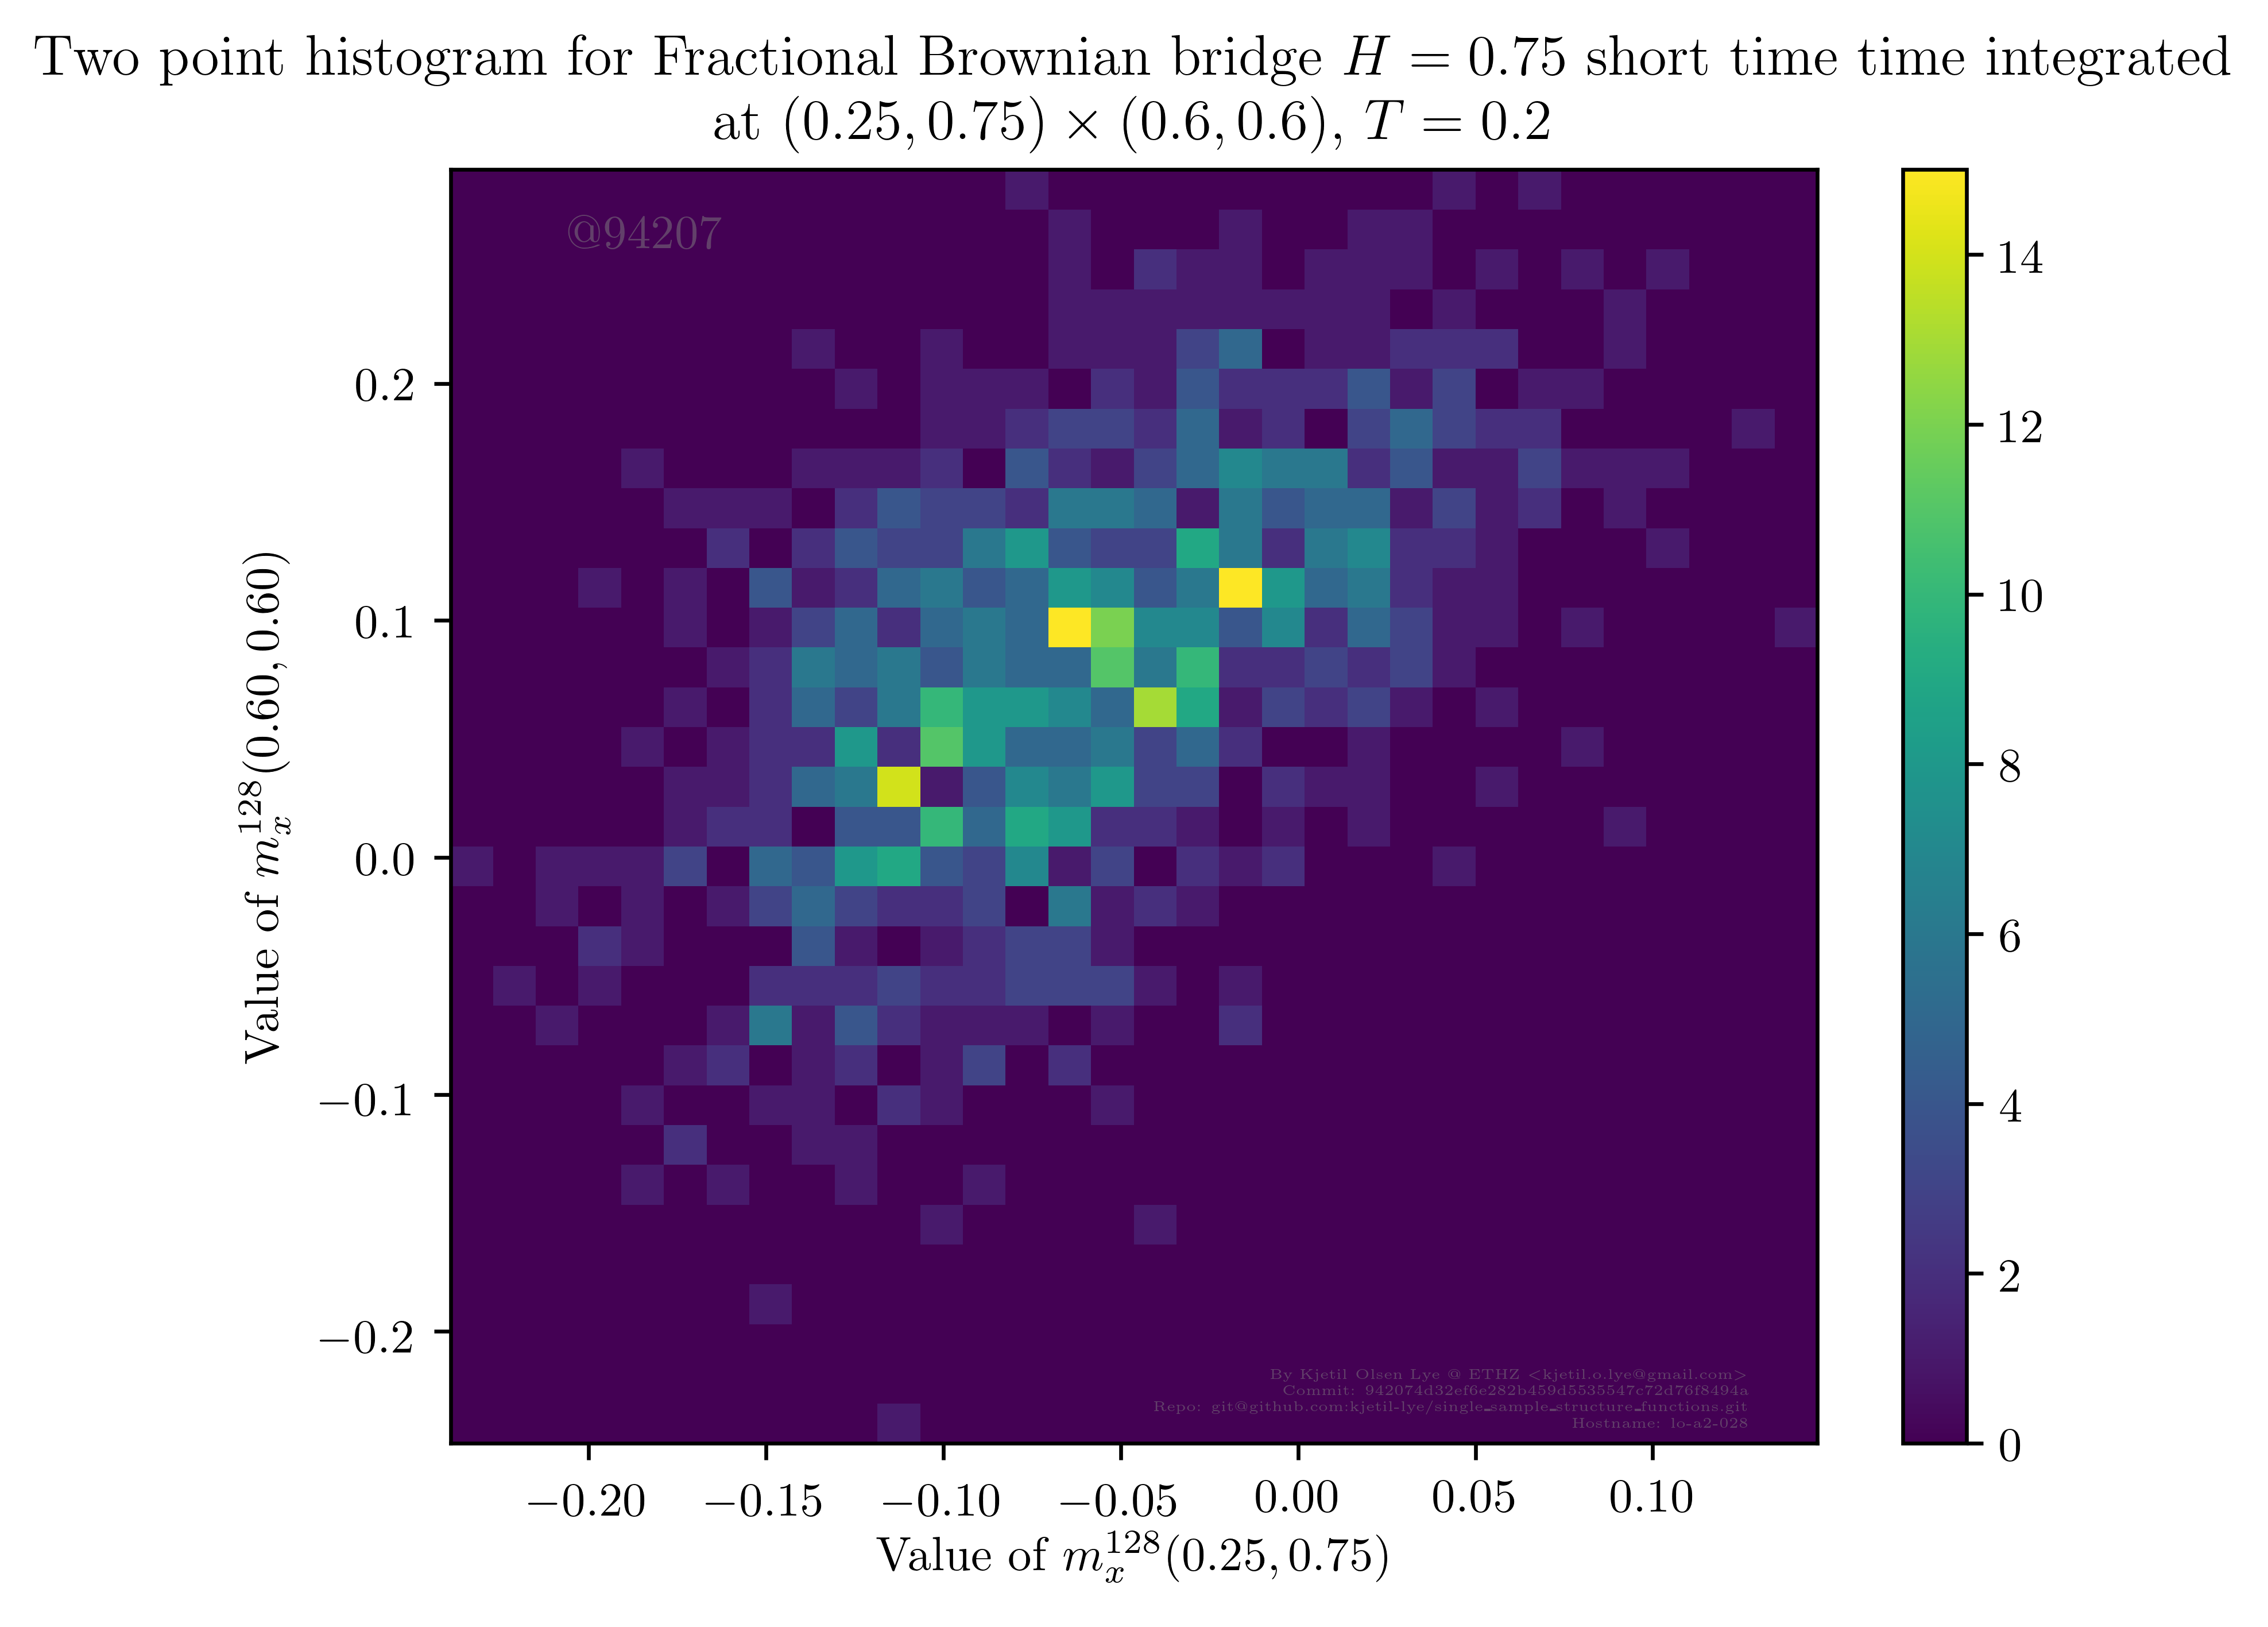 Two point histogram for Fractional Brownian bridge H = 0.75 short time time integrated
at (0.25, 0.75) × (0.6, 0.6), T = 0.2
@94207
0.2
0.1
0.0
−0.1
−0.2
Value of m_x^{128}(0.60, 0.60)
14
12
10
8
6
4
2
0
By Kjetil Olsen Lye @ ETHZ <kjetil.o.lye@gmail.com>
Commit: 942074d32ef6e282b459d5535547c72d76f8494a
Repo: git@github.com:kjetil-lye/single_sample_structure_functions.git
Hostname: lo-a2-028
−0.20 −0.15 −0.10 −0.05 0.00 0.05 0.10
Value of m_x^{128}(0.25, 0.75)